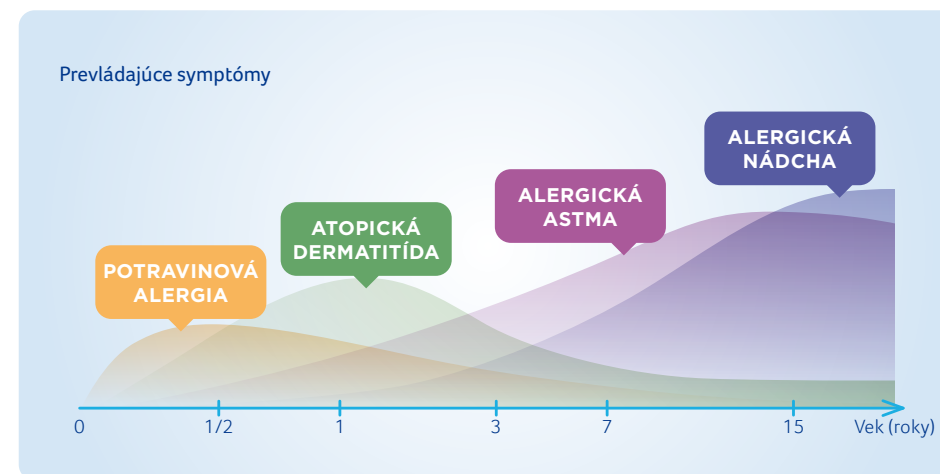 Prevládajúce symptómy
ALERGICKÁ
NÁDCHA
ALERGICKÁ
ASTMA
ATOPICKÁ
DERMATITÍDA
POTRAVINOVÁ
ALERGIA
0 1/2 1 3 7 15 Vek (roky)